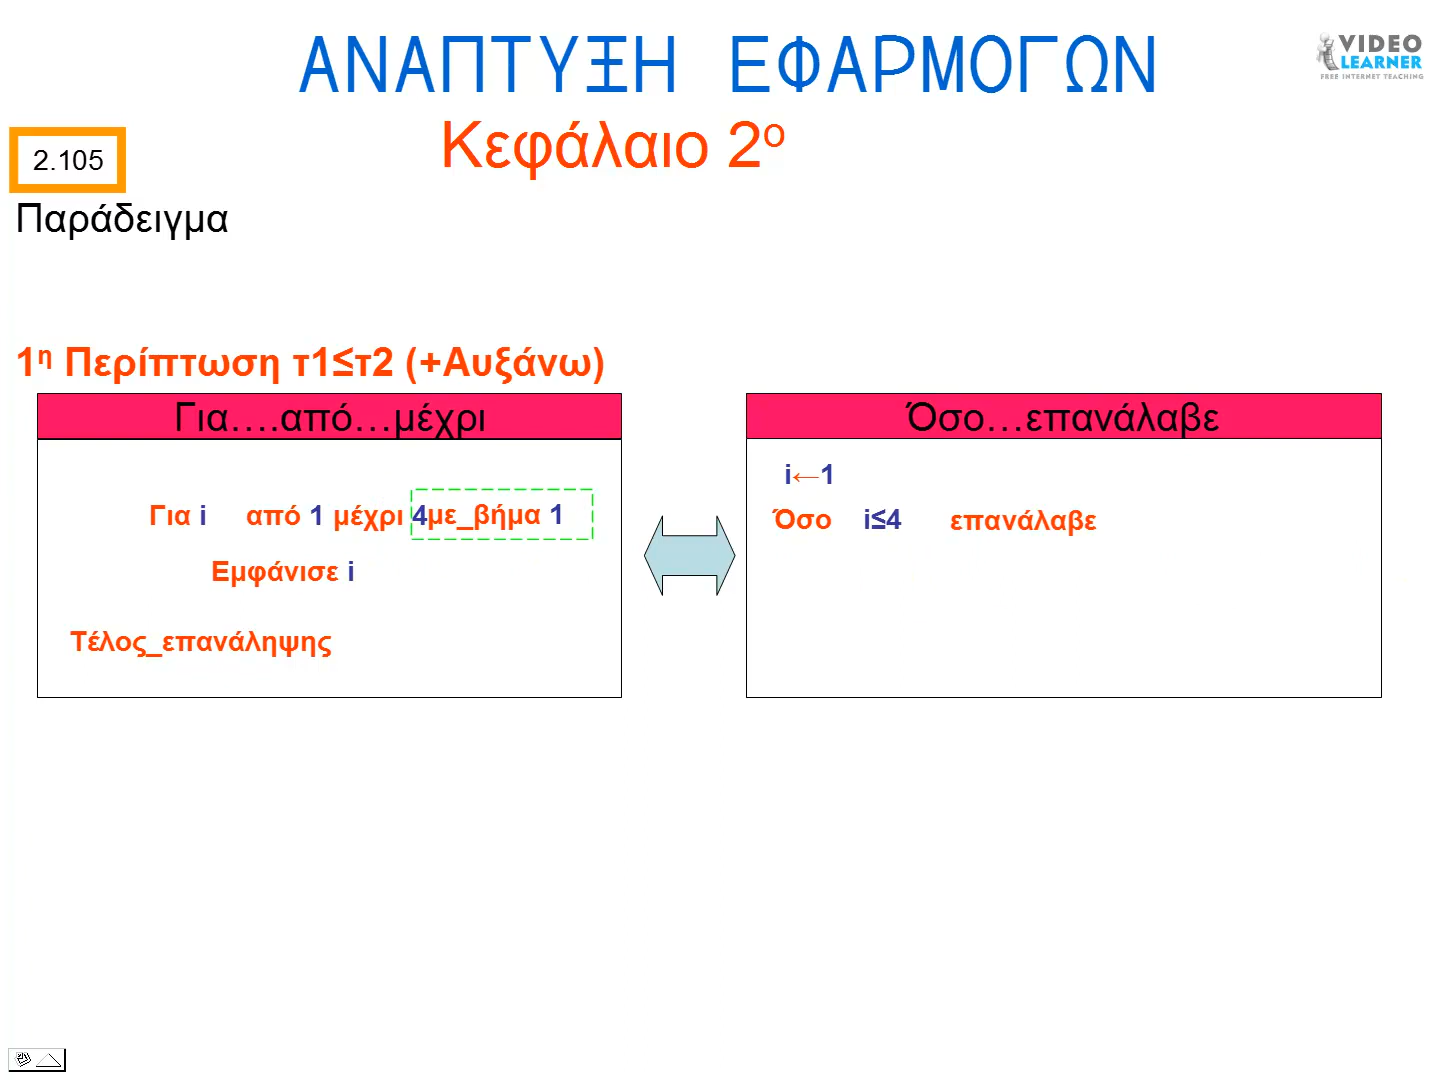 ΑΝΑΠΤΥΞΗ ΕΦΑΡΜΟΓΩΝ
VIDEO
LEARNER
FREE INTERNET TEACHING
Κεφάλαιο 2ο
2.105
Παράδειγμα
1η Περίπτωση τ1≤τ2 (+Αυξάνω)
Για….από…μέχρι
Για i από 1 μέχρι 4με_βήμα 1
Εμφάνισε i
Τέλος_επανάληψης
Όσο…επανάλαβε
i←1
Όσο i≤4 επανάλαβε